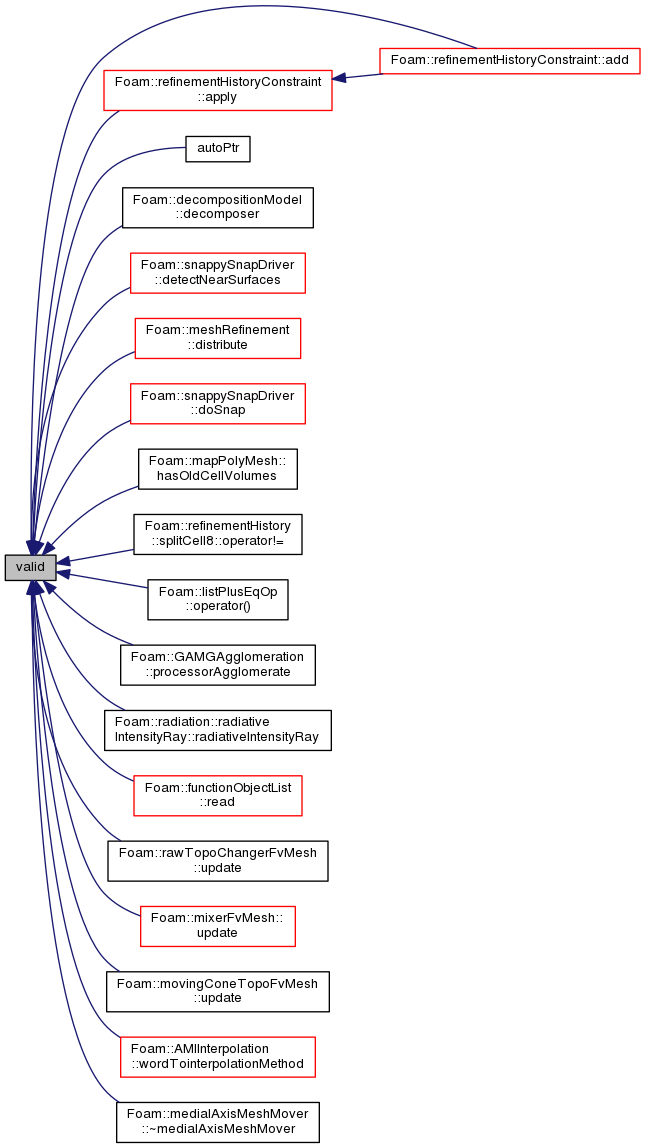 Foam::refinementHistoryConstraint::add
Foam::refinementHistoryConstraint
::apply
autoPtr
Foam::decompositionModel
::decomposer
Foam::snappySnapDriver
::detectNearSurfaces
Foam::meshRefinement
::distribute
Foam::snappySnapDriver
::doSnap
Foam::mapPolyMesh::
hasOldCellVolumes
Foam::refinementHistory
::splitCell8::operator!=
valid
Foam::listPlusEqOp
::operator()
Foam::GAMGAgglomeration
::processorAgglomerate
Foam::radiation::radiative
IntensityRay::radiativeIntensityRay
Foam::functionObjectList
::read
Foam::rawTopoChangerFvMesh
::update
Foam::mixerFvMesh::
update
Foam::movingConeTopoFvMesh
::update
Foam::AMIInterpolation
::wordTointerpolationMethod
Foam::medialAxisMeshMover
::~medialAxisMeshMover